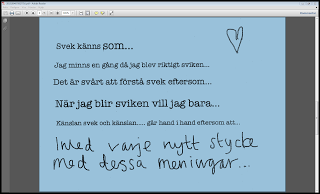 Svek känns som...
Jag minns en gång då jag blev riktigt sviken...
Det är svårt att förstå svek eftersom...
När jag blir sviken vill jag bara...
Känslan svek och känslan.... går hand i hand eftersom att...
Inled varje nytt stycke
med dessa meningar...